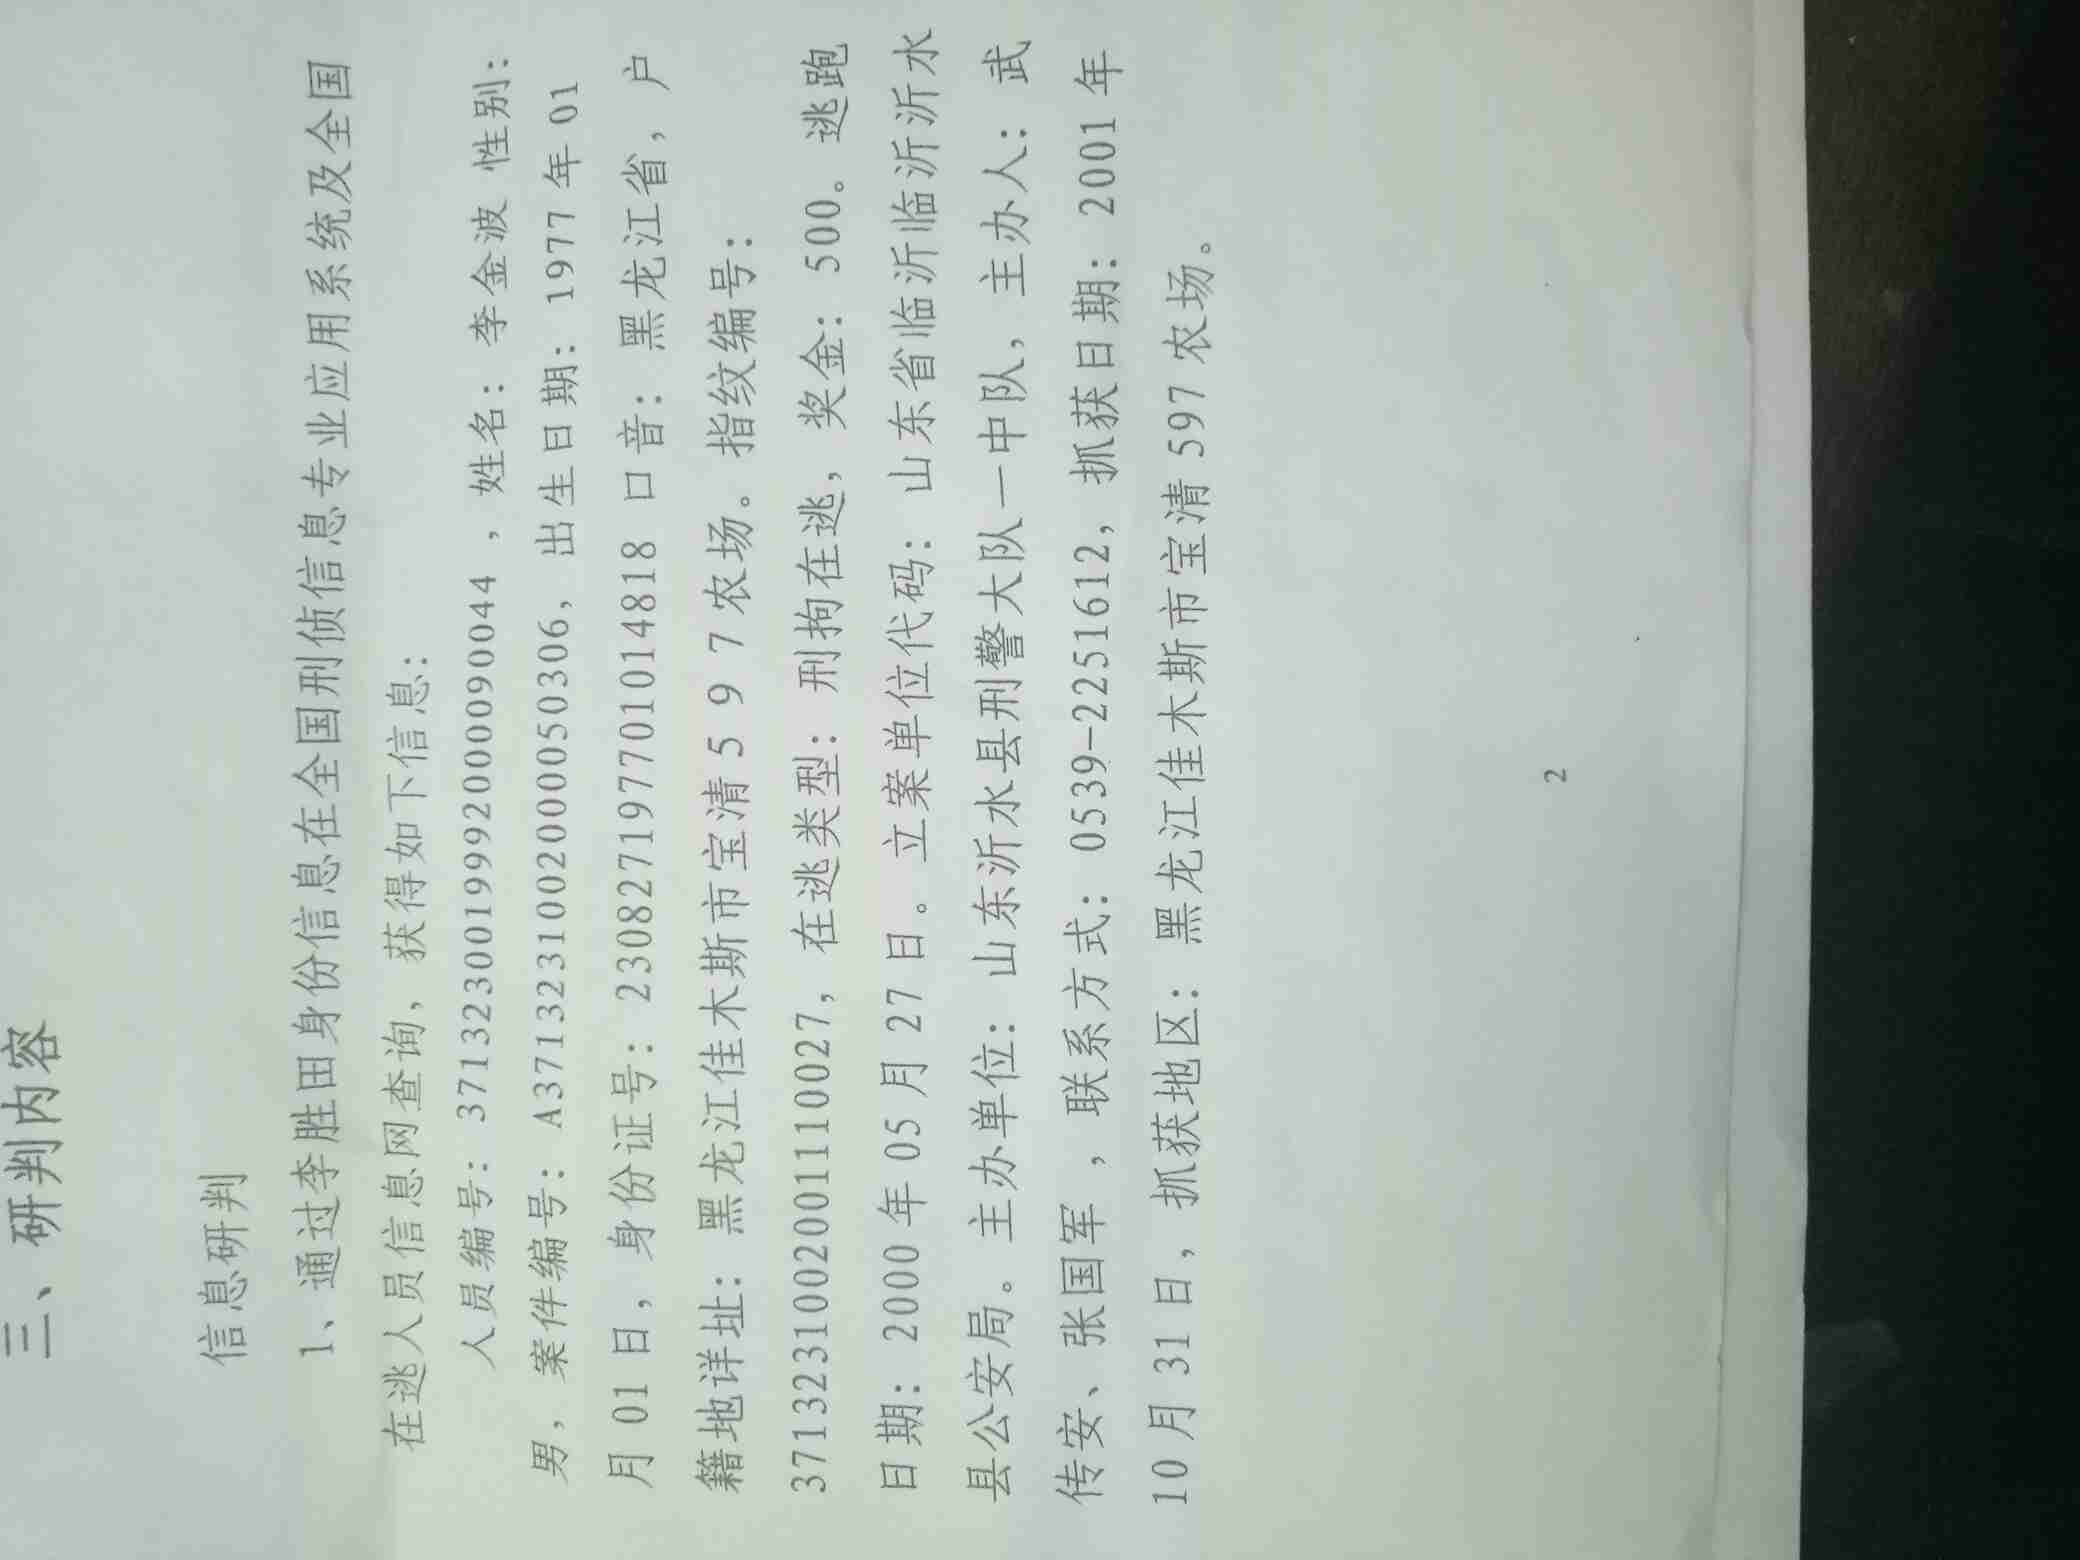 三、研判内容
信息研判
1、通过李胜田身份信息在全国刑侦信息专业应用系统及全国
在逃人员信息网查询，获得如下信息：
人员编号：3713230019992000090044，姓名：李金波 性别：
男，案件编号：A3713231002000050306，出生日期：1977年01
月01日，身份证号：230827197701014818 口音：黑龙江省，户
籍地详址：黑龙江佳木斯市宝清５９７农场。指纹编号：
3713231002001110027，在逃类型：刑拘在逃，奖金：500。逃跑
日期：2000年05月27日。立案单位代码：山东省临沂临沂沂水
县公安局。主办单位：山东沂水县刑警大队一中队，主办人：武
传安、张国军 ，联系方式：0539-2251612，抓获日期：2001年
10月31日，抓获地区：黑龙江佳木斯市宝清597农场。
2